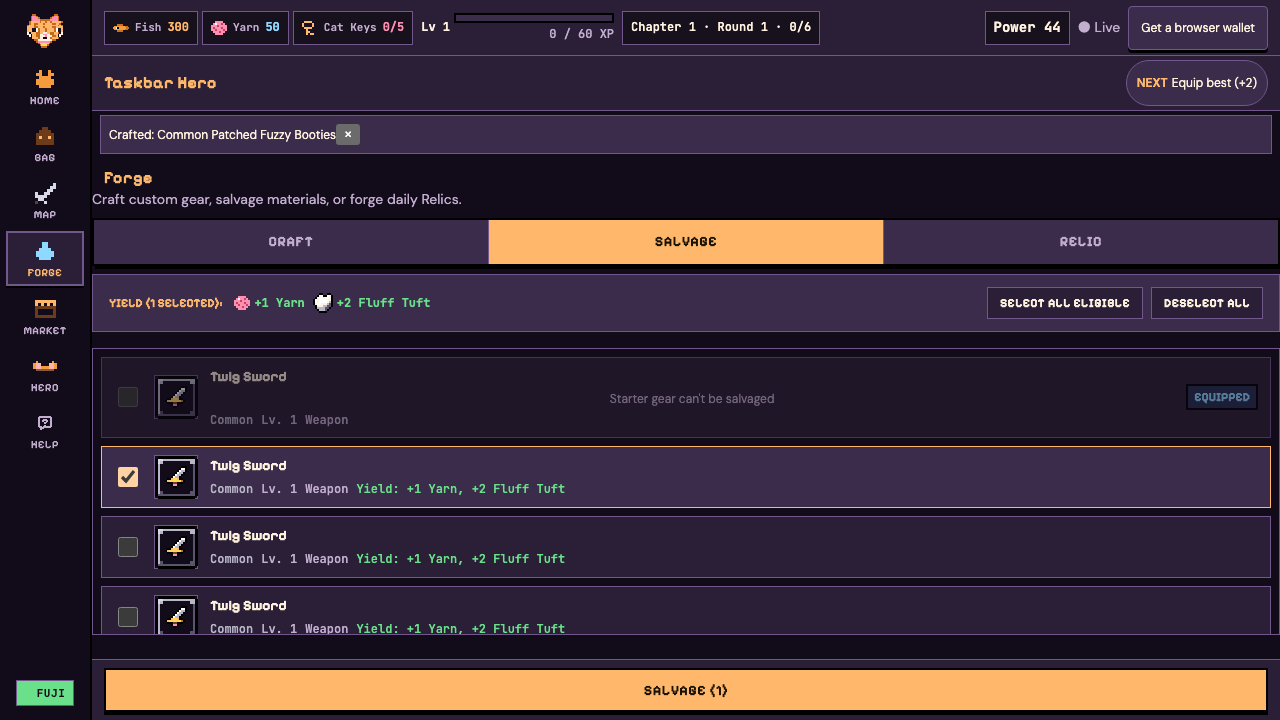 Fish 300
Yarn 50
Cat Keys 0/5
Lv 1
0 / 60 XP
Chapter 1 · Round 1 · 0/6
Power 44
Live
Get a browser wallet
HOME
BAG
MAP
FORGE
MARKET
HERO
HELP
FUJI
Taskbar Hero
NEXT Equip best (+2)
Crafted: Common Patched Fuzzy Booties ×
Forge
Craft custom gear, salvage materials, or forge daily Relics.
CRAFT
SALVAGE
RELIC
YIELD (1 SELECTED): +1 Yarn +2 Fluff Tuft
SELECT ALL ELIGIBLE
DESELECT ALL
Twig Sword
Common Lv. 1 Weapon
Starter gear can't be salvaged
EQUIPPED
Twig Sword
Common Lv. 1 Weapon Yield: +1 Yarn, +2 Fluff Tuft
Twig Sword
Common Lv. 1 Weapon Yield: +1 Yarn, +2 Fluff Tuft
Twig Sword
Common Lv. 1 Weapon Yield: +1 Yarn, +2 Fluff Tuft
SALVAGE (1)